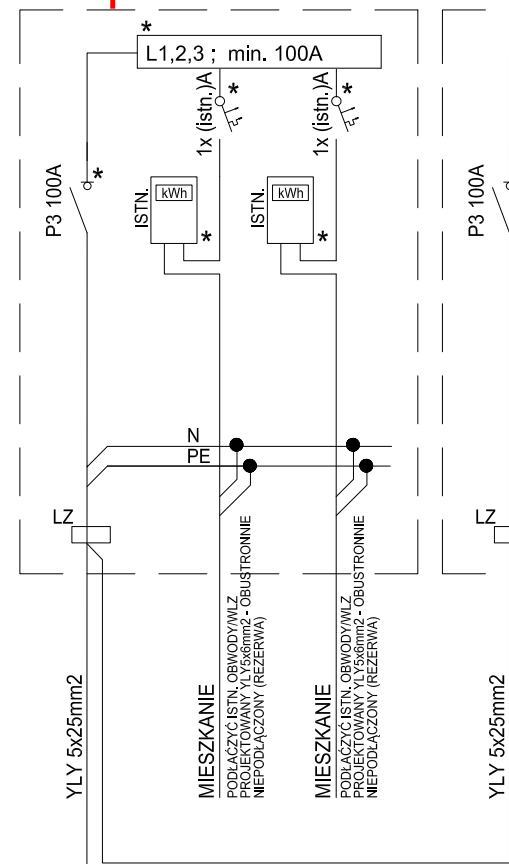 *
L1,2,3 ; min. 100A
1x (istn.)A
*
1x (istn.)A
*
P3 100A
*
P3 100A
ISTN.
kWh
*
ISTN.
kWh
*
N
PE
LZ
LZ
YLY 5x25mm2
MIESZKANIE
PODŁĄCZYĆ ISTN. OBWODY/WLZ
PROJEKTOWANY YLY5x6mm2 - OBUSTRONNIE
NIEPODŁĄCZONY (REZERWA)
MIESZKANIE
PODŁĄCZYĆ ISTN. OBWODY/WLZ
PROJEKTOWANY YLY5x6mm2 - OBUSTRONNIE
NIEPODŁĄCZONY (REZERWA)
YLY 5x25mm2